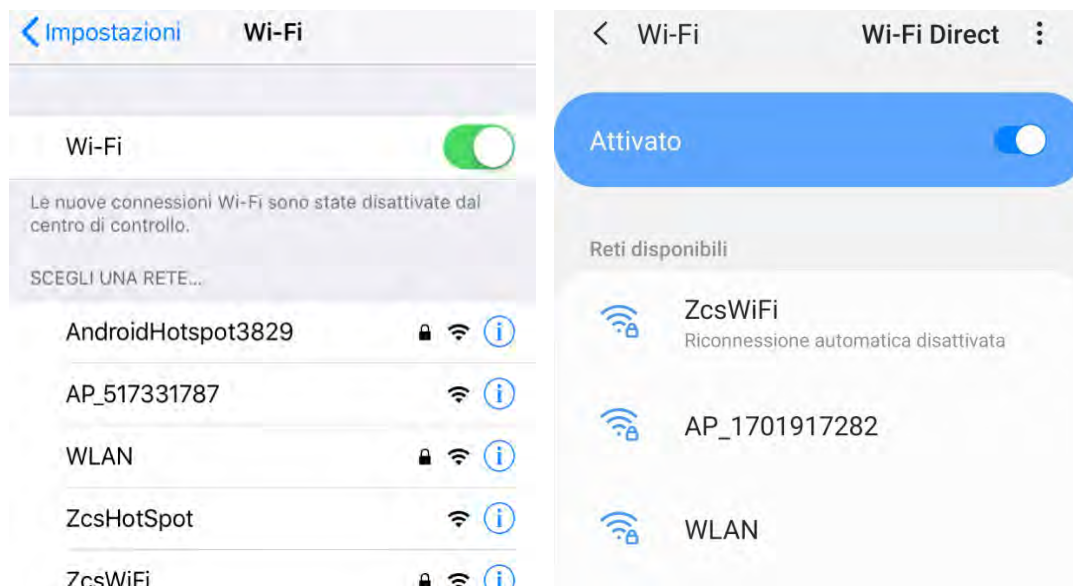 Impostazioni Wi-Fi
Wi-Fi
Le nuove connessioni Wi-Fi sono state disattivate dal
centro di controllo.
SCEGLI UNA RETE...
AndroidHotspot3829
AP_517331787
WLAN
ZcsHotSpot
ZcsWiFi
Wi-Fi Wi-Fi Direct
Attivato
Reti disponibili
ZcsWiFi
Riconnessione automatica disattivata
AP_1701917282
WLAN